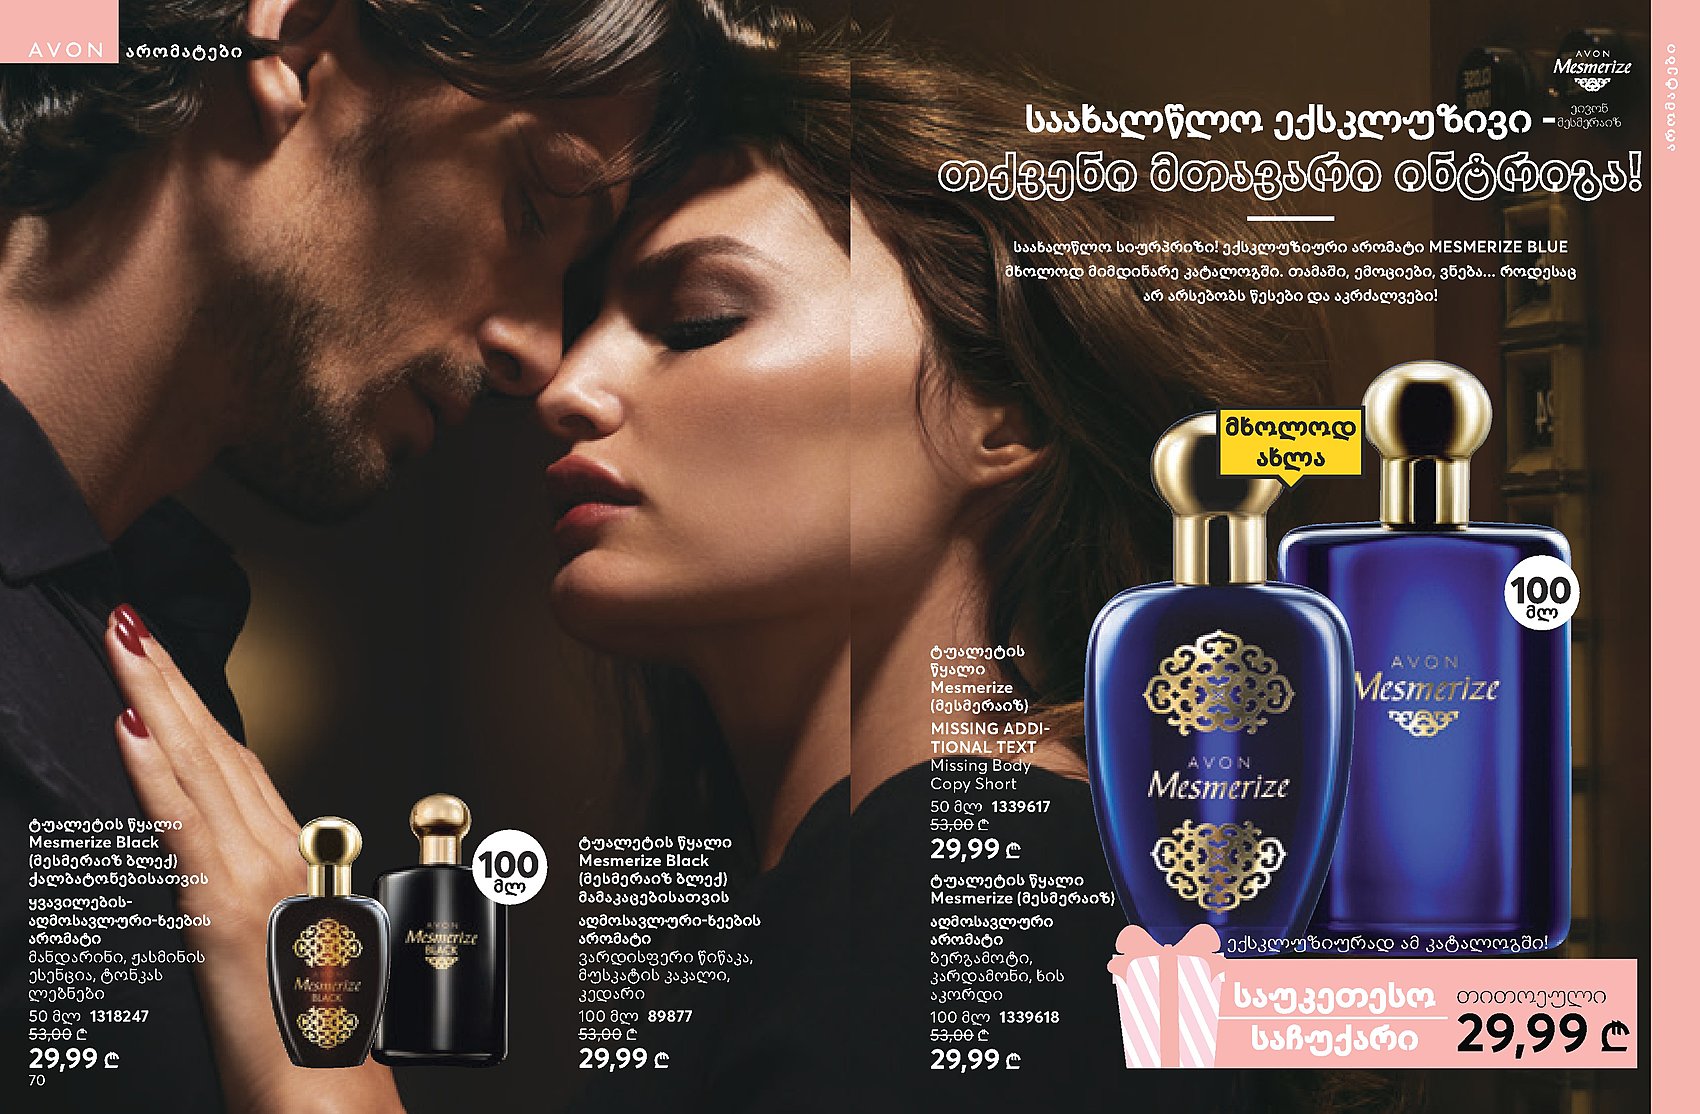 AVON არომატები
AVON
Mesmerize
ეივონ
მესმერაიზ
არომატები
საახალწლო ექსკლუზივი -
თქვენი მთავარი ინტრიგა!
საახალწლო სიურპრიზი! ექსკლუზიური არომატი MESMERIZE BLUE
მხოლოდ მიმდინარე კატალოგში. თამაში, ემოციები, ვნება... როდესაც
არ არსებობს წესები და აკრძალვები!
მხოლოდ
ახლა
100
მლ
AVON
Mesmerize
AVON
Mesmerize
ტუალეტის
წყალი
Mesmerize
(მესმერაიზ)
MISSING ADDI-
TIONAL TEXT
Missing Body
Copy Short
50 მლ 1339617
53,00 ₾
29,99 ₾
ტუალეტის წყალი
Mesmerize (მესმერაიზ)
აღმოსავლური
არომატი
ბერგამოტი,
კარდამონი, ხის
აკორდი
100 მლ 1339618
53,00 ₾
29,99 ₾
ექსკლუზიურად ამ კატალოგში!
საუკეთესო
საჩუქარი
თითოეული
29,99 ₾
ტუალეტის წყალი
Mesmerize Black
(მესმერაიზ ბლექ)
ქალბატონებისათვის
ყვავილების-
აღმოსავლური-ხეების
არომატი
მანდარინი, ჟასმინის
ესენცია, ტონკას
ლებნები
50 მლ 1318247
53,00 ₾
29,99 ₾
70
Mesmerize
BLACK
AVON
Mesmerize
BLACK
100
მლ
ტუალეტის წყალი
Mesmerize Black
(მესმერაიზ ბლექ)
მამაკაცებისათვის
აღმოსავლური-ხეების
არომატი
ვარდისფერი წიწაკა,
მუსკატის კაკალი,
კედარი
100 მლ 89877
53,00 ₾
29,99 ₾